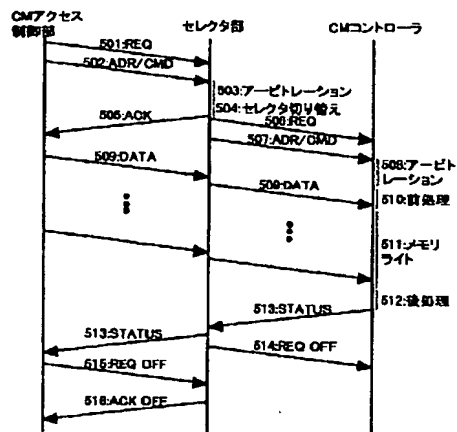 CMアクセス
制御部
セレクタ部
CMコントローラ
501:REQ
502:ADR/CMD
503:アービトレーション
504:セレクタ切り替え
505:ACK
506:REQ
507:ADR/CMD
508:アービト
レーション
509:DATA
509:DATA
510:前処理
511:メモリ
ライト
512:後処理
513:STATUS
513:STATUS
514:REQ OFF
515:REQ OFF
516:ACK OFF